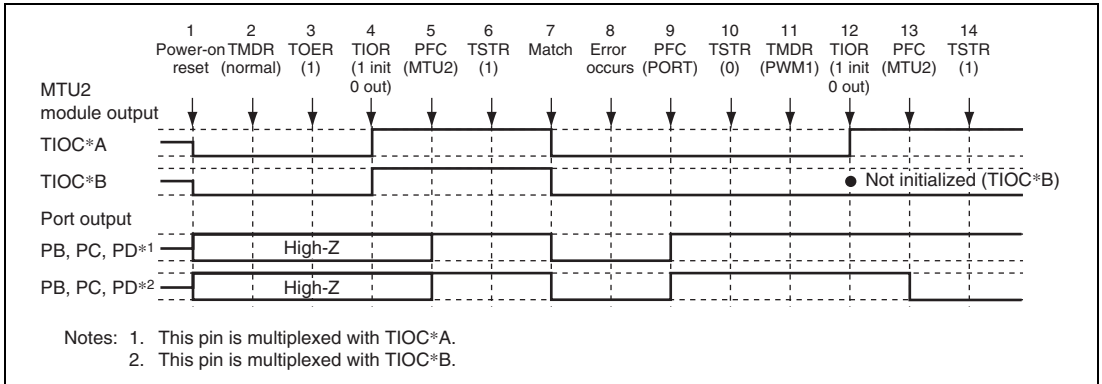 1 2 3 4 5 6 7 8 9 10 11 12 13 14
Power-on TMDR TOER TIOR PFC TSTR Match Error PFC TSTR TMDR TIOR PFC TSTR
reset (normal) (1) (1 init (MTU2) (1) occurs (PORT) (0) (PWM1) (1 init (MTU2) (1)
0 out) 0 out)
MTU2
module output
TIOC*A
TIOC*B
● Not initialized (TIOC*B)
Port output
PB, PC, PD*1 High-Z
PB, PC, PD*2 High-Z
Notes: 1. This pin is multiplexed with TIOC*A.
2. This pin is multiplexed with TIOC*B.